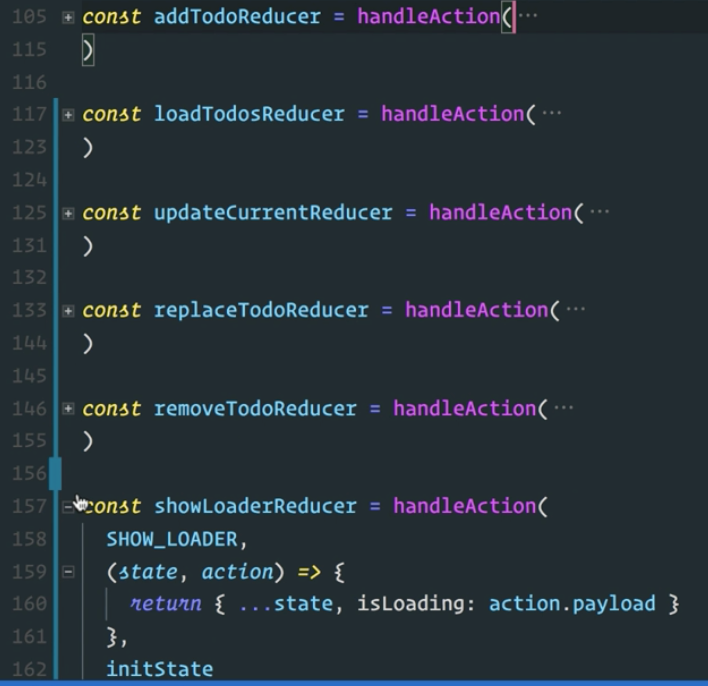 105 const addTodoReducer = handleAction(···
115 )
116
117 const loadTodosReducer = handleAction(···
123 )
124
125 const updateCurrentReducer = handleAction(···
131 )
132
133 const replaceTodoReducer = handleAction(···
144 )
145
146 const removeTodoReducer = handleAction(···
155 )
156
157 const showLoaderReducer = handleAction(
158 SHOW_LOADER,
159 (state, action) => {
160 return { ...state, isLoading: action.payload }
161 },
162 initState